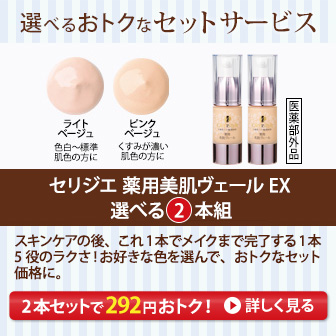 選べるおトクなセットサービス
ライト
ベージュ
色白〜標準
肌色の方に
ピンク
ベージュ
くすみが濃い
肌色の方に
医薬部外品
セリジエ 薬用美肌ヴェール EX
選べる2本組
スキンケアの後、これ1本でメイクまで完了する1本
5役のラクさ!お好きな色を選んで、おトクなセット
価格に。
2本セットで292円おトク! 詳しく見る